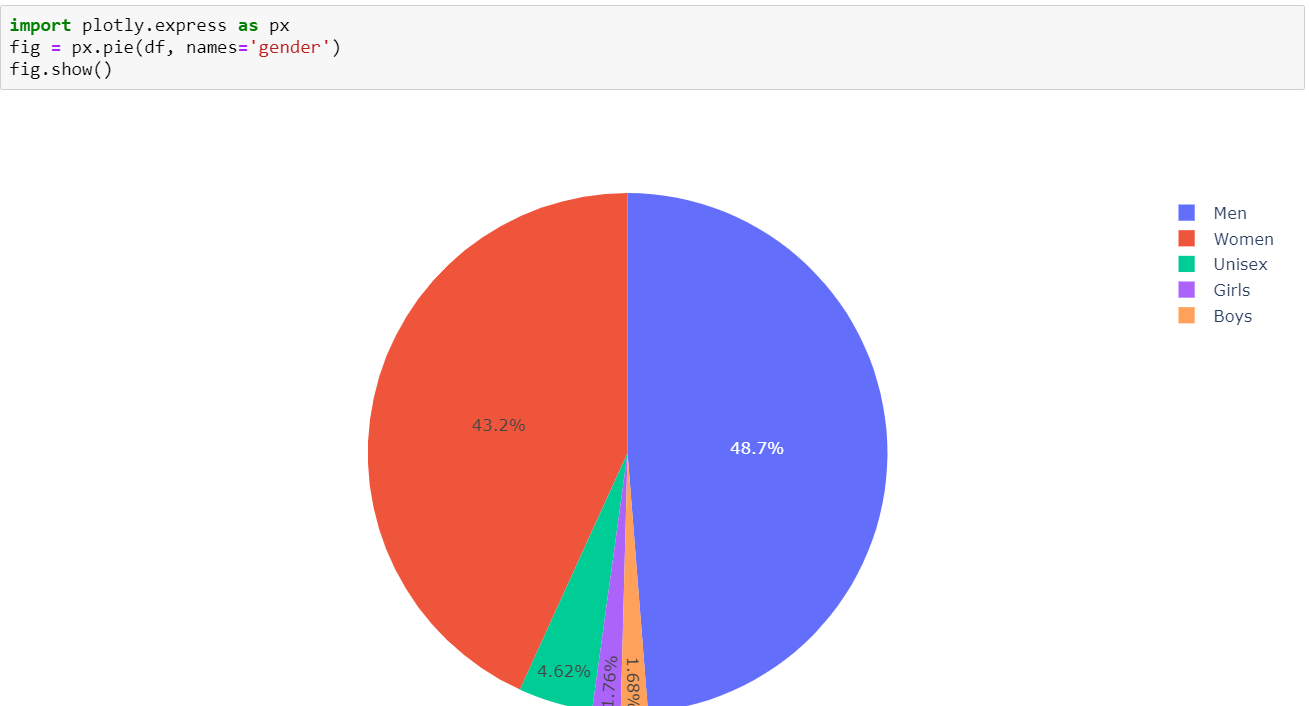 import plotly.express as px
fig = px.pie(df, names='gender')
fig.show()
Men
Women
Unisex
Girls
Boys
43.2%
48.7%
4.62%
1.76%
1.68%